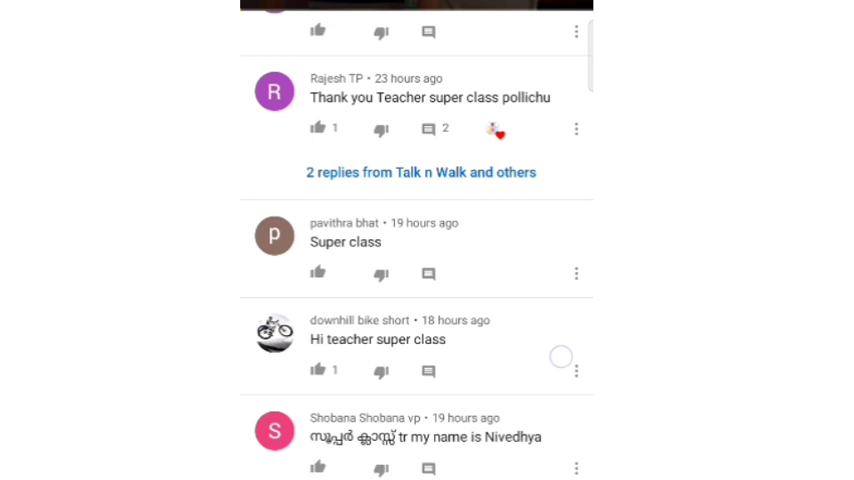 R
Rajesh TP • 23 hours ago
Thank you Teacher super class pollichu
1
2
2 replies from Talk n Walk and others
p
pavithra bhat • 19 hours ago
Super class
downhill bike short • 18 hours ago
Hi teacher super class
1
S
Shobana Shobana vp • 19 hours ago
സൂപ്പർ ക്ലാസ്സ് tr my name is Nivedhya